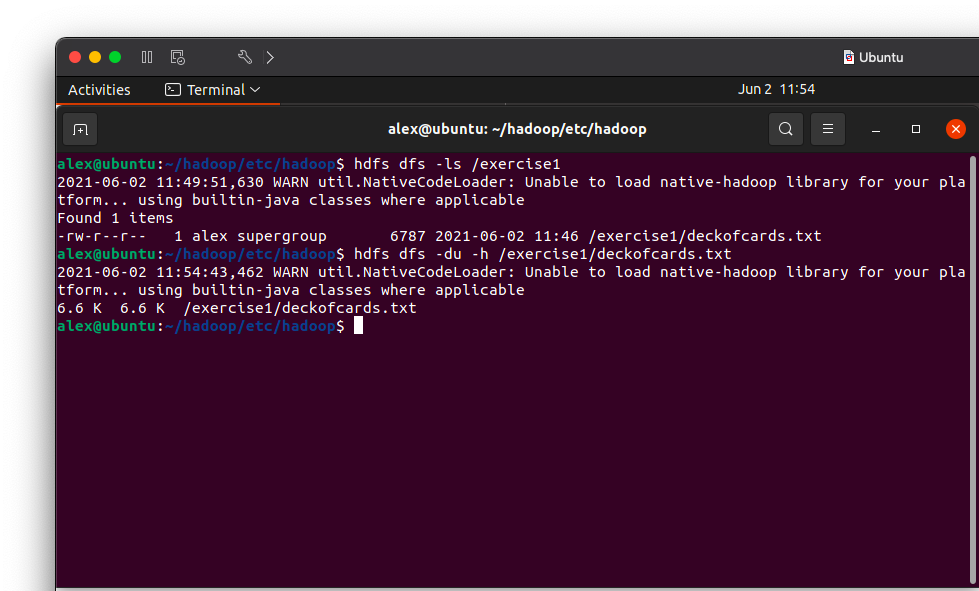 Ubuntu
Activities Terminal Jun 2 11:54
alex@ubuntu: ~/hadoop/etc/hadoop
alex@ubuntu:~/hadoop/etc/hadoop$ hdfs dfs -ls /exercise1
2021-06-02 11:49:51,630 WARN util.NativeCodeLoader: Unable to load native-hadoop library for your pla
tform... using builtin-java classes where applicable
Found 1 items
-rw-r--r--   1 alex supergroup       6787 2021-06-02 11:46 /exercise1/deckofcards.txt
alex@ubuntu:~/hadoop/etc/hadoop$ hdfs dfs -du -h /exercise1/deckofcards.txt
2021-06-02 11:54:43,462 WARN util.NativeCodeLoader: Unable to load native-hadoop library for your pla
tform... using builtin-java classes where applicable
6.6 K  6.6 K  /exercise1/deckofcards.txt
alex@ubuntu:~/hadoop/etc/hadoop$